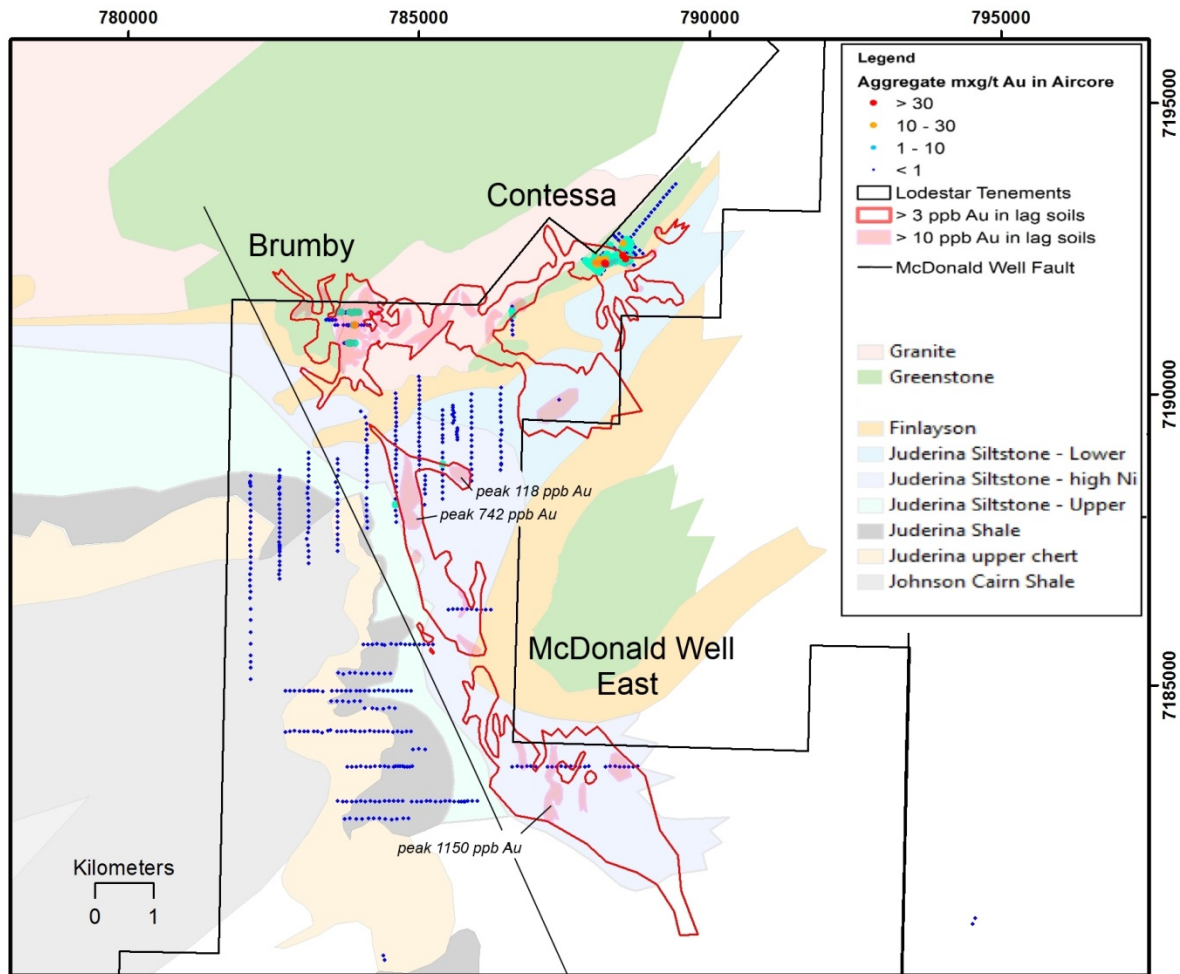 780000
785000
790000
795000
Legend
Aggregate mxg/t Au in Aircore
> 30
10 - 30
1 - 10
< 1
Lodestar Tenements
> 3 ppb Au in lag soils
> 10 ppb Au in lag soils
McDonald Well Fault
Granite
Greenstone
Finlayson
Juderina Siltstone - Lower
Juderina Siltstone - high Ni
Juderina Siltstone - Upper
Juderina Shale
Juderina upper chert
Johnson Cairn Shale
7195000
7190000
7185000
Contessa
Brumby
peak 118 ppb Au
peak 742 ppb Au
McDonald Well
East
peak 1150 ppb Au
Kilometers
0 1